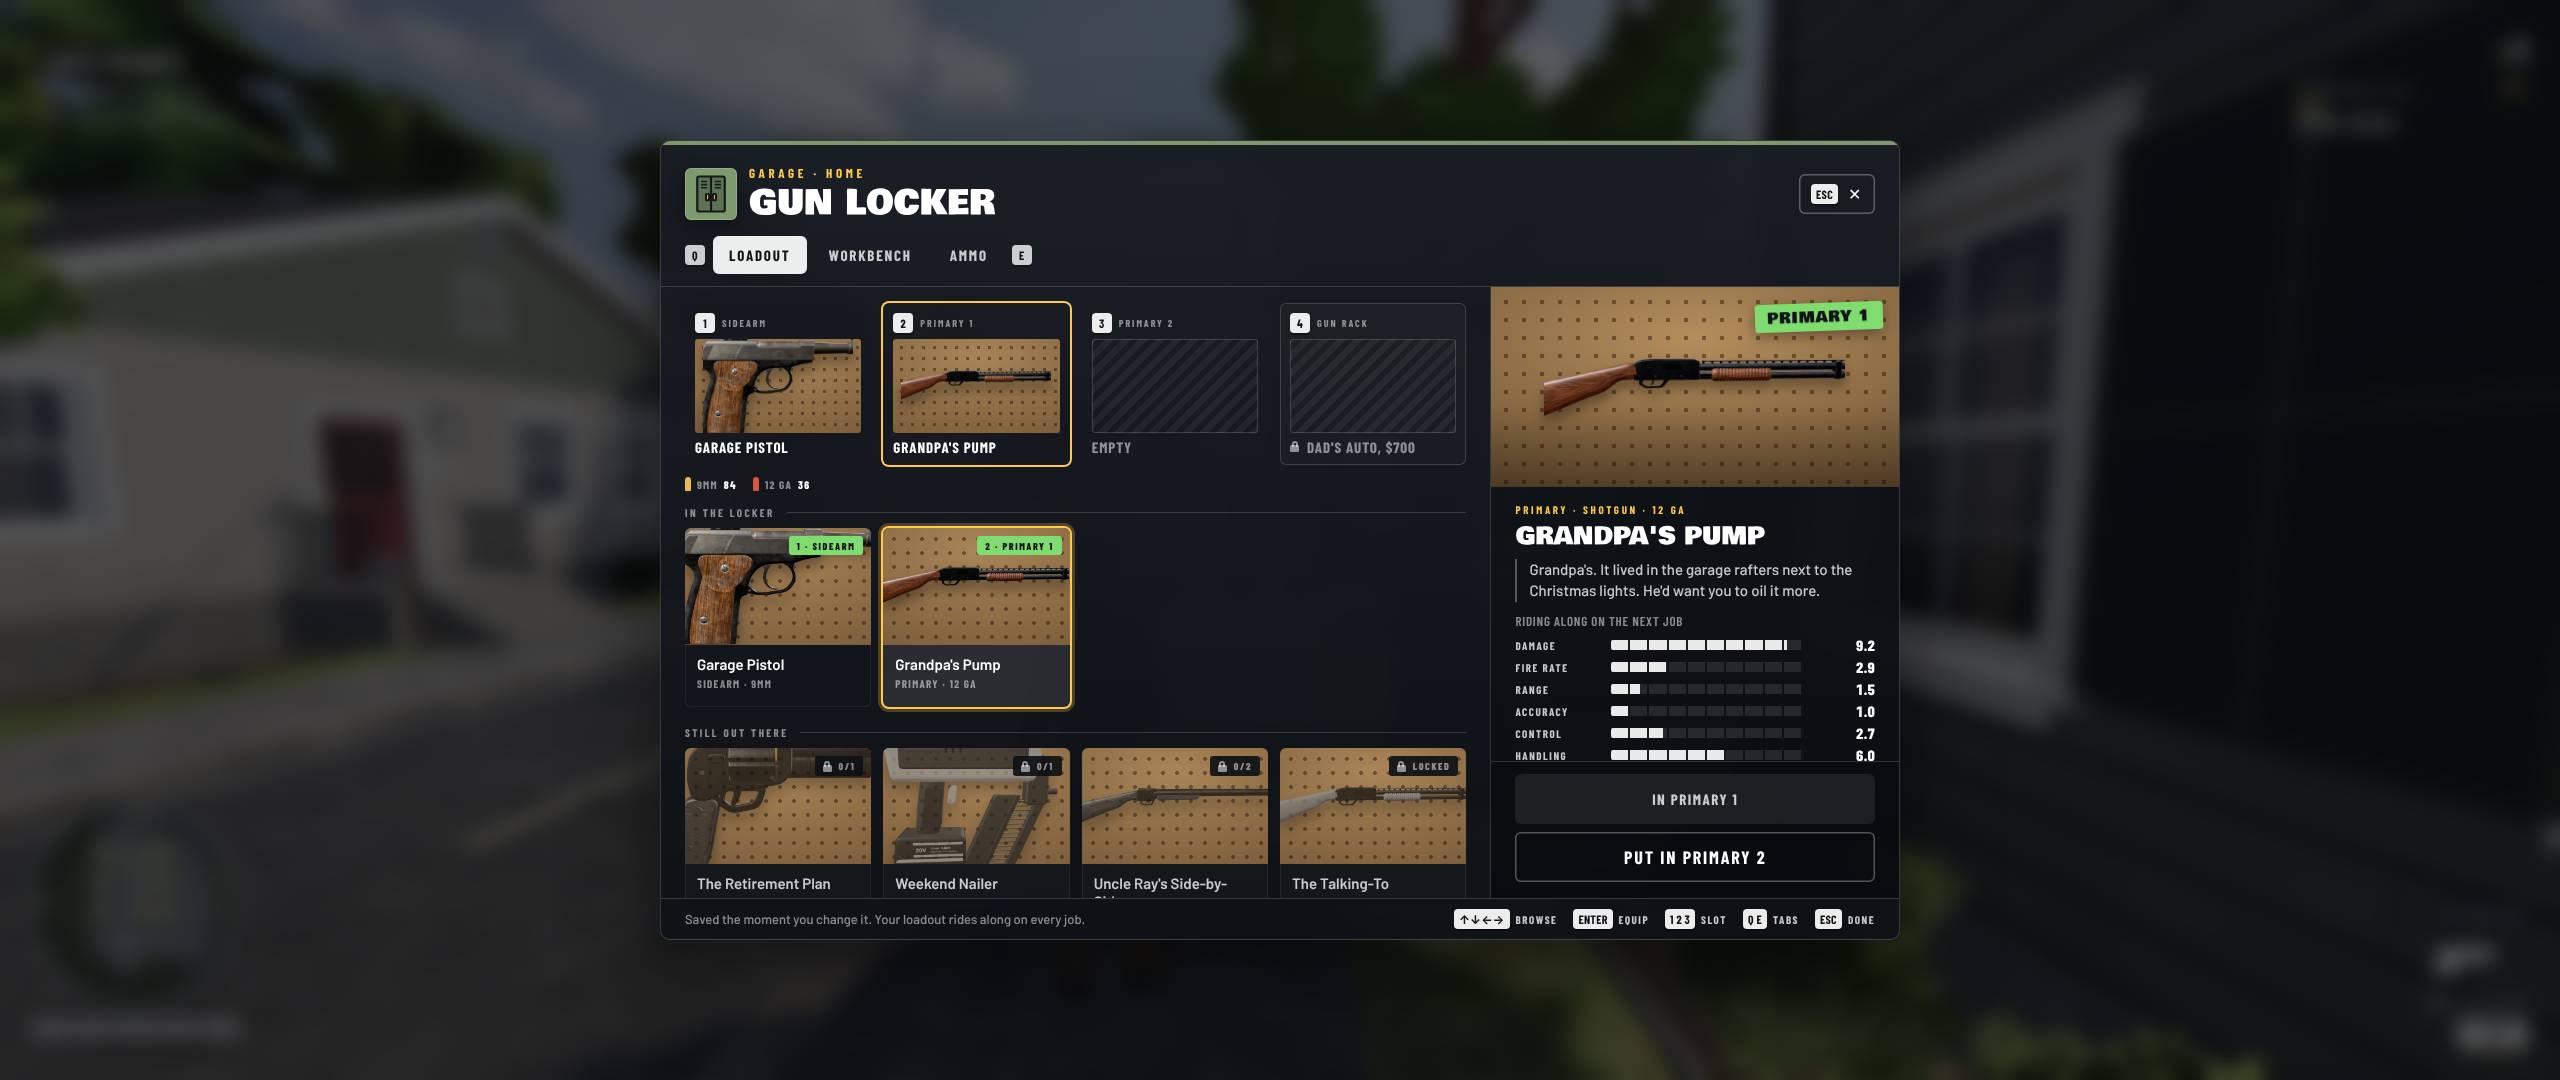 GARAGE · HOME
GUN LOCKER
ESC ✕
Q LOADOUT WORKBENCH AMMO E
1 SIDEARM
GARAGE PISTOL
2 PRIMARY 1
GRANDPA'S PUMP
3 PRIMARY 2
EMPTY
4 GUN RACK
DAD'S AUTO, $700
9MM 84 12 GA 36
IN THE LOCKER
1 · SIDEARM
Garage Pistol
SIDEARM · 9MM
2 · PRIMARY 1
Grandpa's Pump
PRIMARY · 12 GA
STILL OUT THERE
0/1
The Retirement Plan
0/1
20V
Weekend Nailer
0/2
Uncle Ray's Side-by-
LOCKED
The Talking-To
PRIMARY 1
PRIMARY · SHOTGUN · 12 GA
GRANDPA'S PUMP
Grandpa's. It lived in the garage rafters next to the
Christmas lights. He'd want you to oil it more.
RIDING ALONG ON THE NEXT JOB
DAMAGE 9.2
FIRE RATE 2.9
RANGE 1.5
ACCURACY 1.0
CONTROL 2.7
HANDLING 6.0
IN PRIMARY 1
PUT IN PRIMARY 2
Saved the moment you change it. Your loadout rides along on every job.
↑↓←→ BROWSE ENTER EQUIP 1 2 3 SLOT Q E TABS ESC DONE